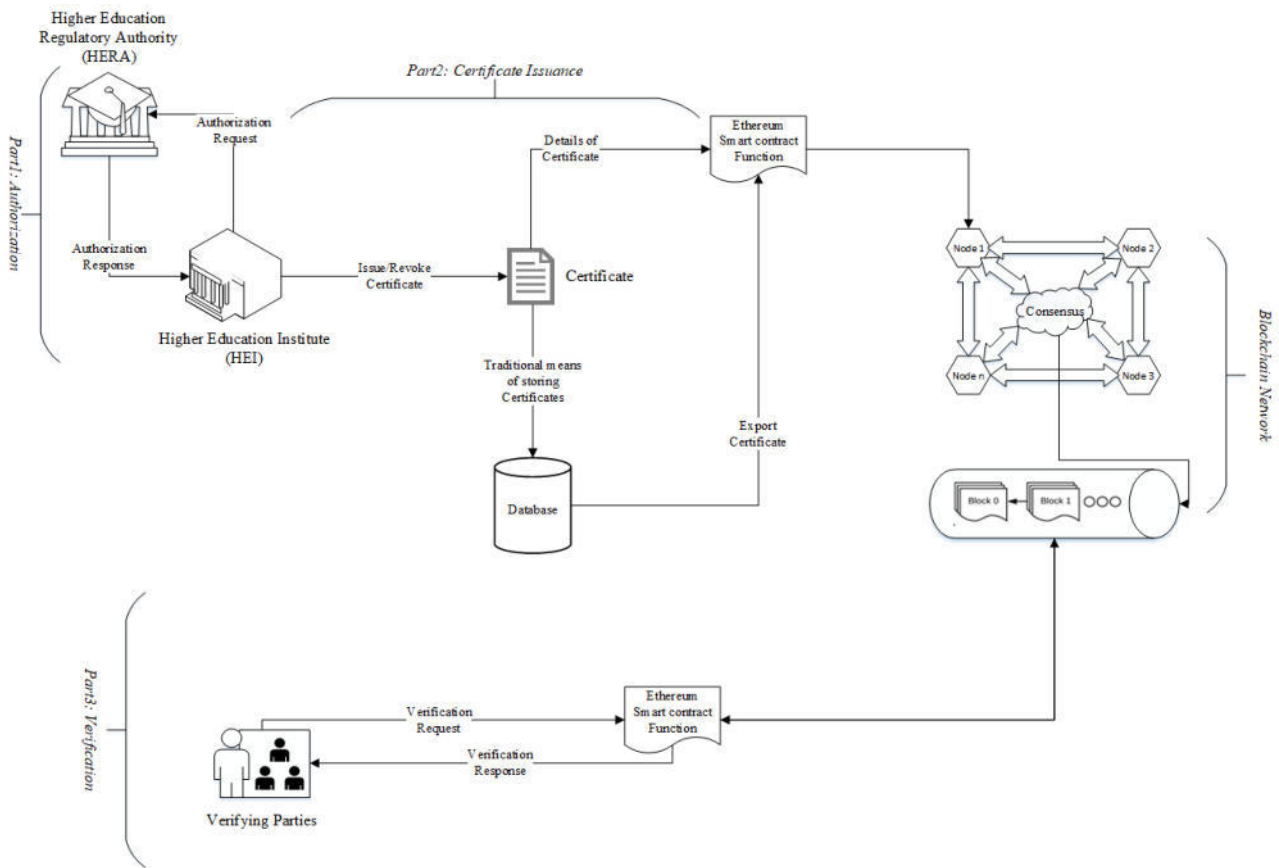 Higher Education
Regulatory Authority
(HERA)
Part1: Authorization
Authorization
Request
Authorization
Response
Higher Education Institute
(HEI)
Part2: Certificate Issuance
Issue/Revoke
Certificate
Certificate
Details of
Certificate
Ethereum
Smart contract
Function
Traditional means
of storing
Certificates
Database
Export
Certificate
Node 1
Node 2
Consensus
Node n
Node 3
Blockchain Network
Block 0
Block 1
Part3: Verification
Verification
Request
Ethereum
Smart contract
Function
Verification
Response
Verifying Parties